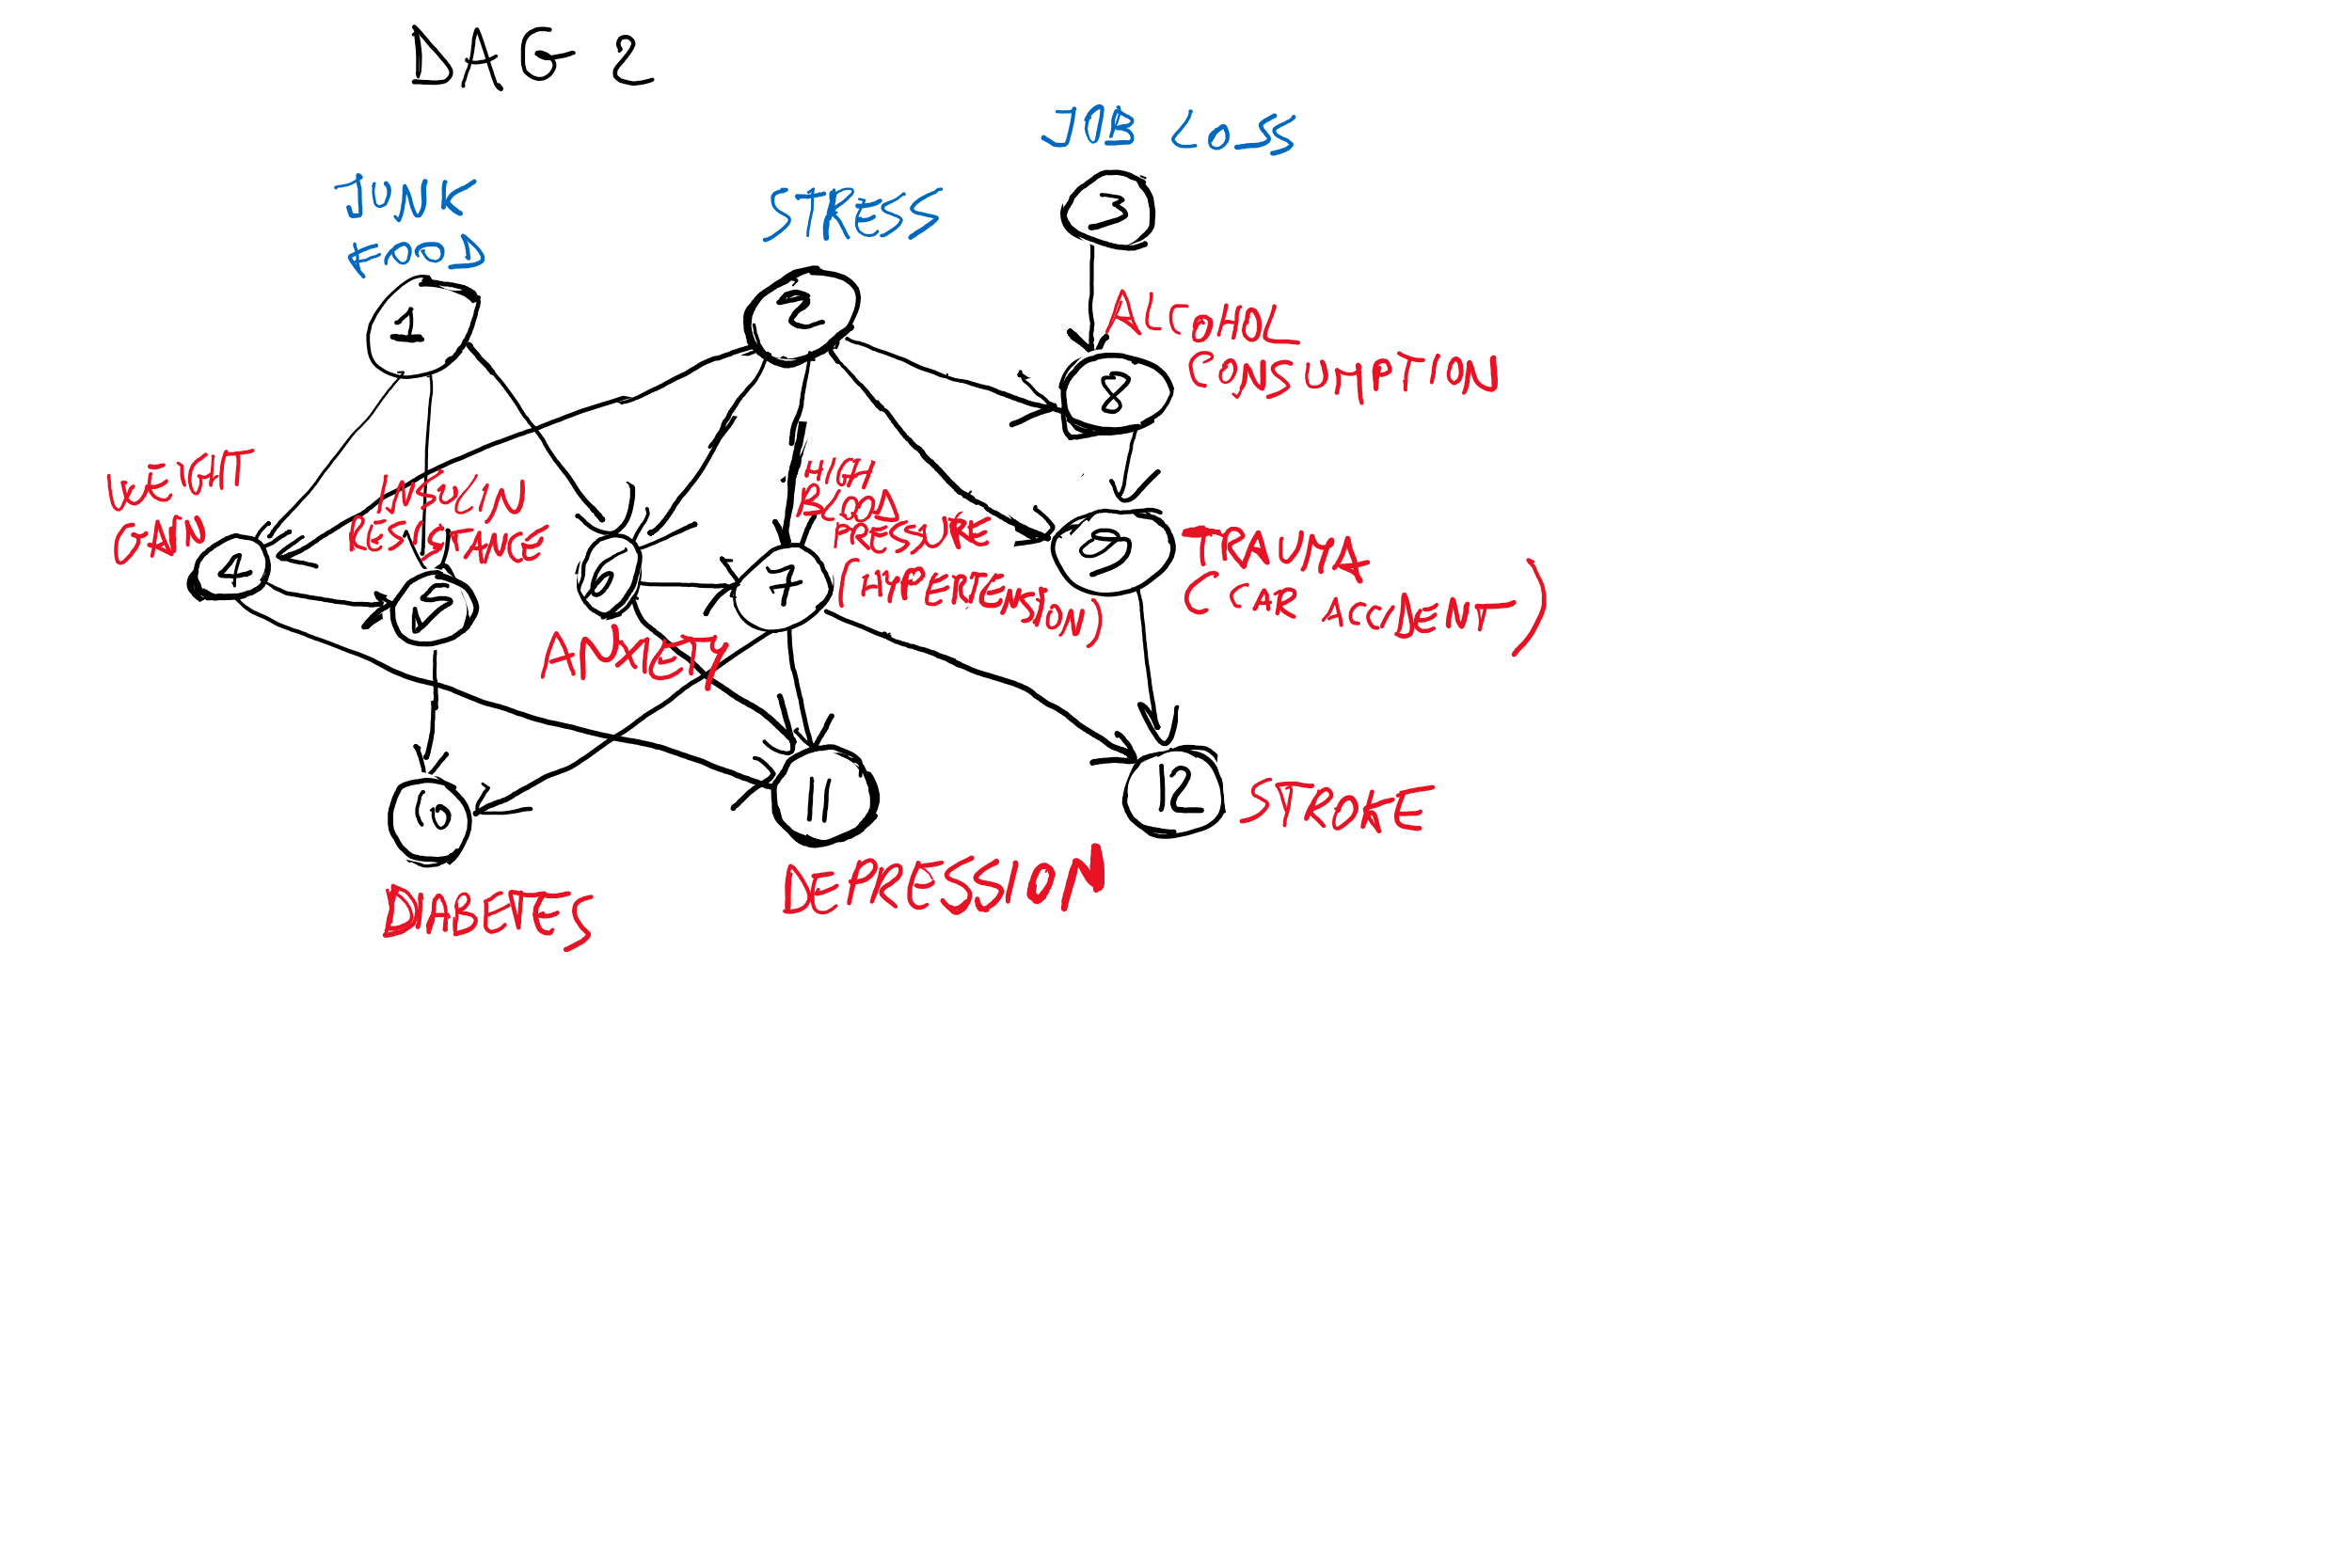 DAG 2
JOB LOSS
JUNK
FOOD
STRESS
3
1
2
ALCOHOL
CONSUMPTION
8
WEIGHT
GAIN
INSULIN
RESISTANCE
HIGH
BLOOD
PRESSURE
(HYPERTENSION)
4
5
6
7
9
TRAUMA
(CAR ACCIDENT)
ANXIETY
10
11
12
STROKE
DIABETES
DEPRESSION